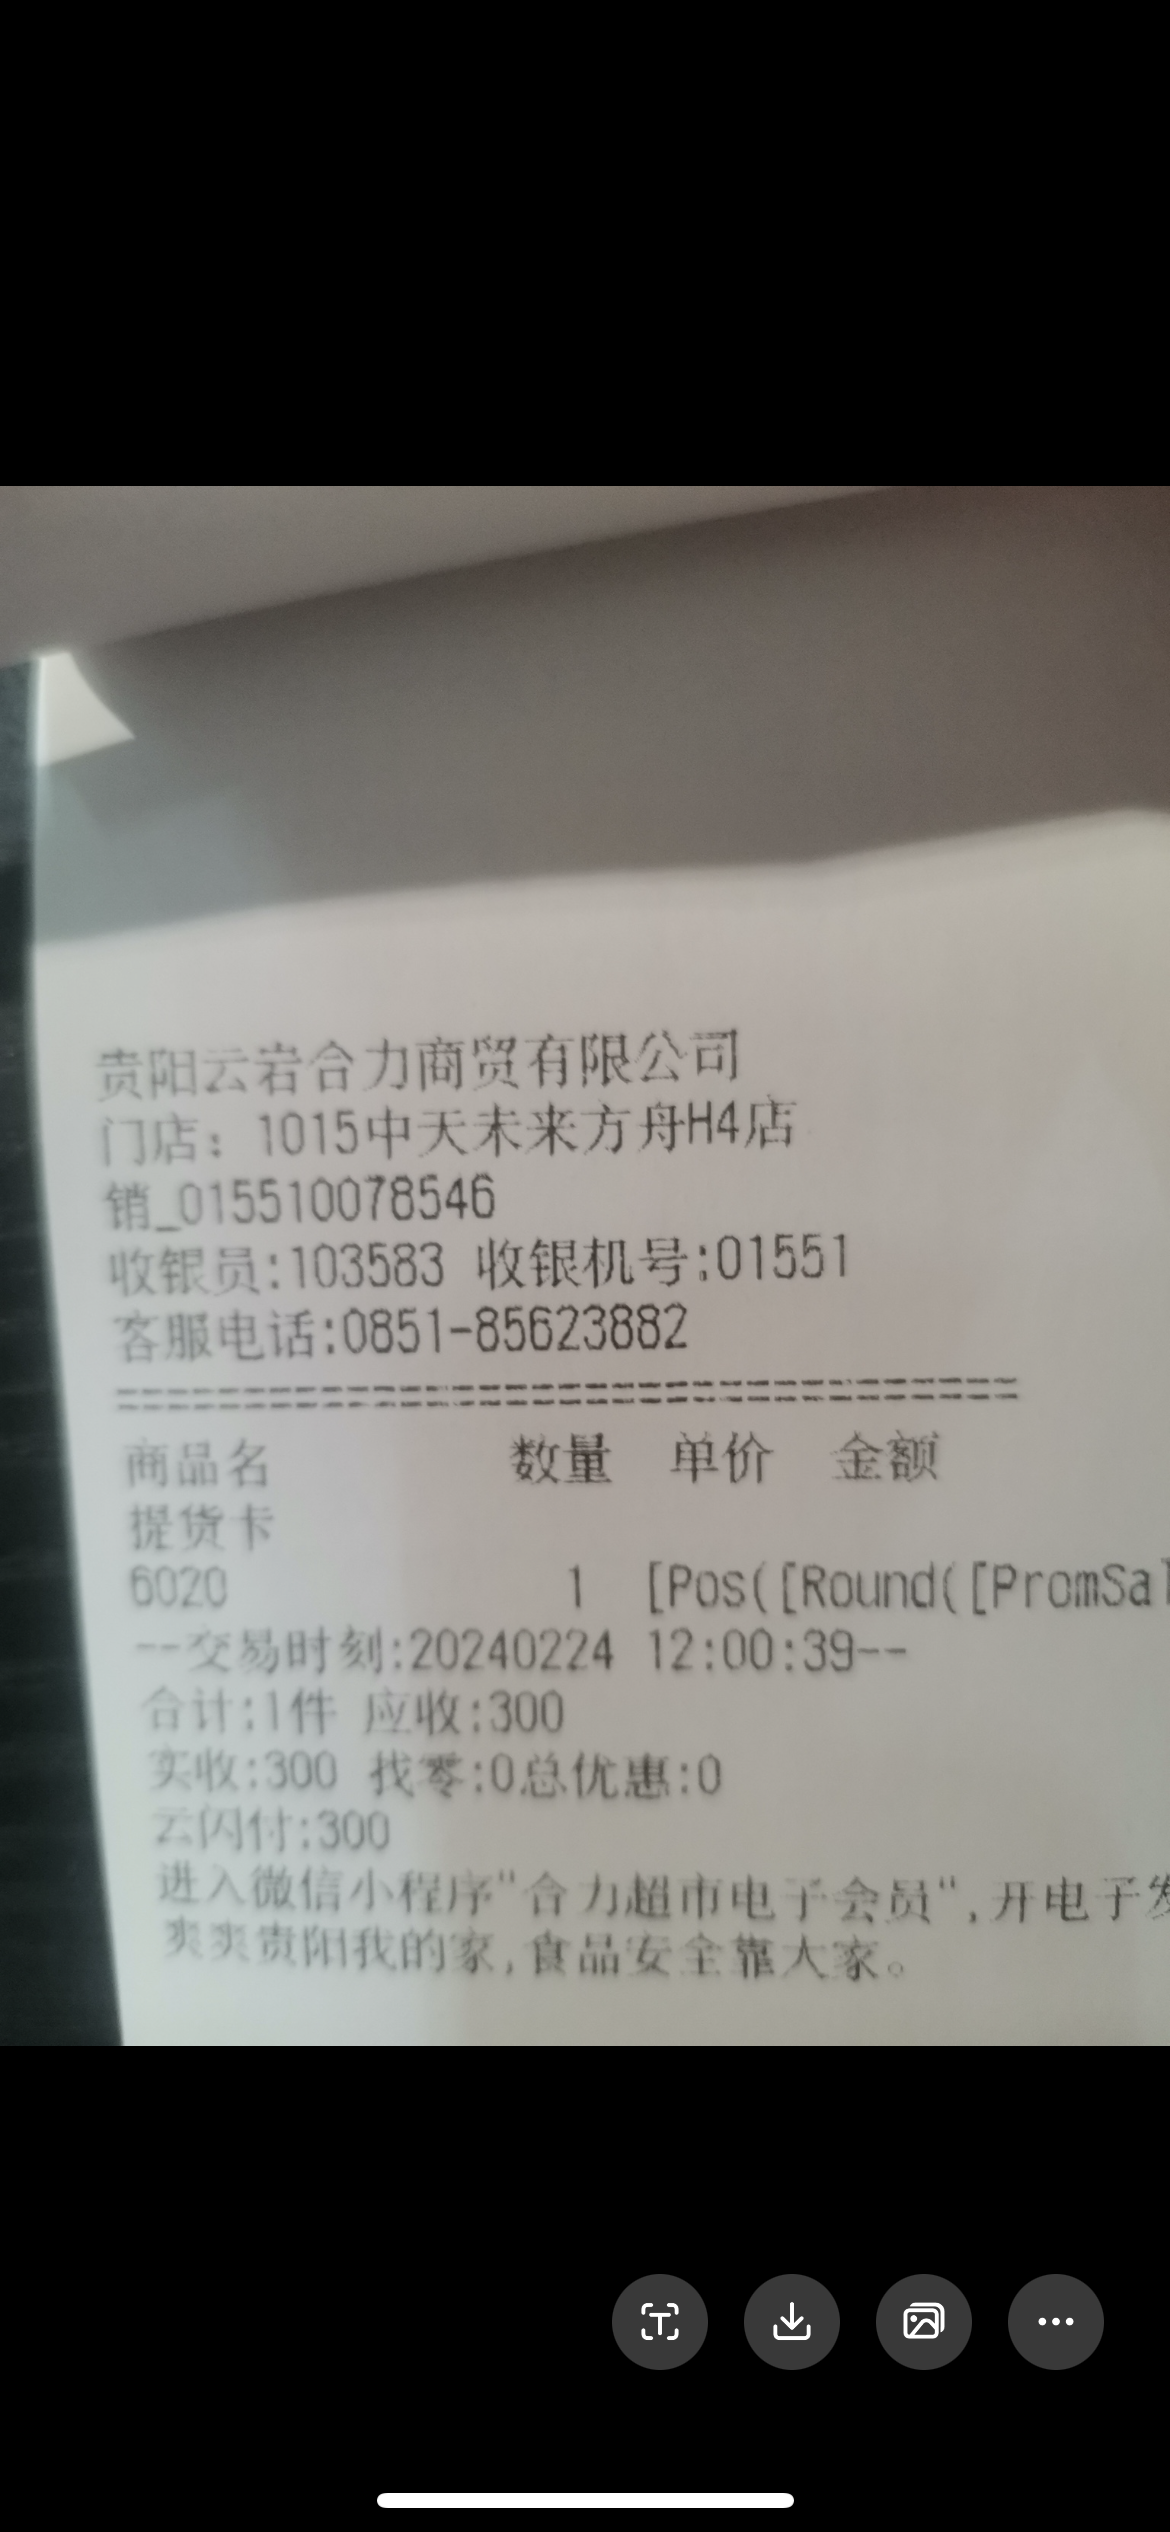 贵阳云岩合力商贸有限公司
门店：1015中天未来方舟H4店
销_015510078546
收银员:103583 收银机号:01551
客服电话:0851-85623882
==================================
商品名 数量 单价 金额
提货卡
6020 1 [Pos([Round([PromSal
--交易时刻:20240224 12:00:39--
合计:1件 应收:300
实收:300 找零:0总优惠:0
云闪付:300
进入微信小程序"合力超市电子会员",开电子发
爽爽贵阳我的家,食品安全靠大家。